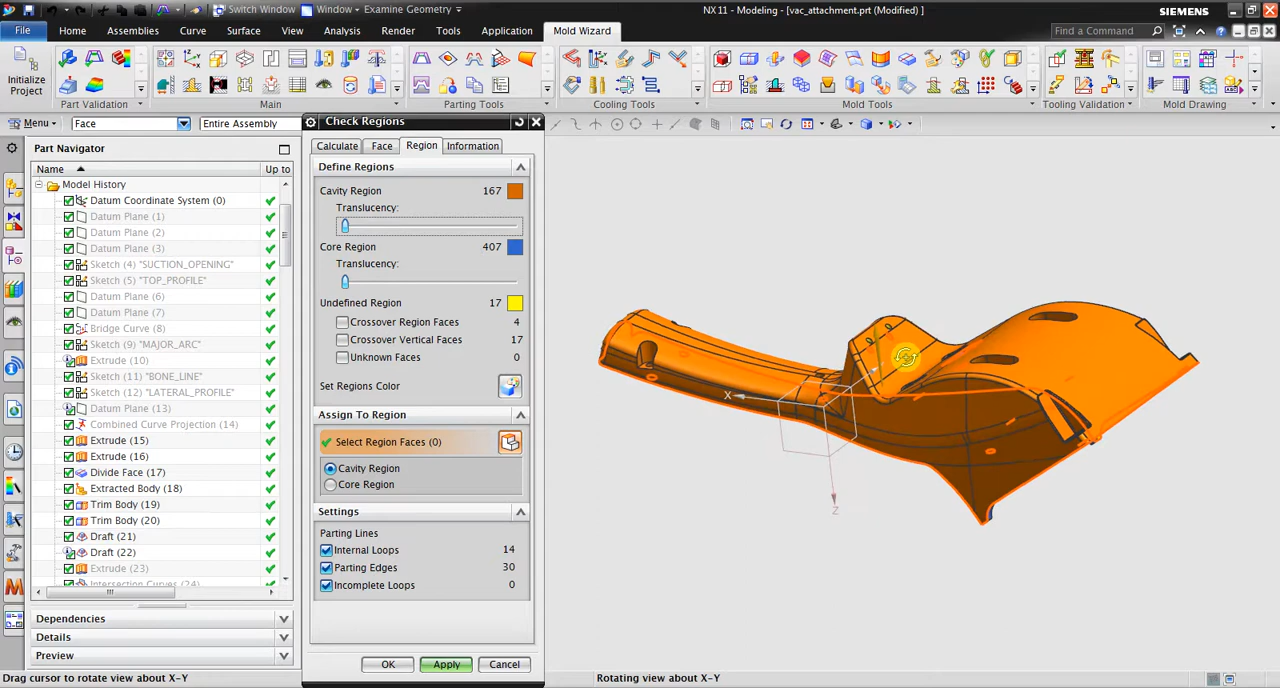 Switch Window Window Examine Geometry NX 11 - Modeling - [vac_attachment.prt (Modified) ] SIEMENS
File Home Assemblies Curve Surface View Analysis Render Tools Application Mold Wizard Find a Command
Initialize Project
Part Validation Main Parting Tools Cooling Tools Mold Tools Tooling Validation Mold Drawing
Menu Face Entire Assembly
Part Navigator
Name Up to
Model History
Datum Coordinate System (0)
Datum Plane (1)
Datum Plane (2)
Datum Plane (3)
Sketch (4) "SUCTION_OPENING"
Sketch (5) "TOP_PROFILE"
Datum Plane (6)
Datum Plane (7)
Bridge Curve (8)
Sketch (9) "MAJOR_ARC"
Extrude (10)
Sketch (11) "BONE_LINE"
Sketch (12) "LATERAL_PROFILE"
Datum Plane (13)
Combined Curve Projection (14)
Extrude (15)
Extrude (16)
Divide Face (17)
Extracted Body (18)
Trim Body (19)
Trim Body (20)
Draft (21)
Draft (22)
Extrude (23)
Intersection Curves (24)
Dependencies
Details
Preview
Check Regions
Calculate Face Region Information
Define Regions
Cavity Region 167
Translucency:
Core Region 407
Translucency:
Undefined Region 17
Crossover Region Faces 4
Crossover Vertical Faces 17
Unknown Faces 0
Set Regions Color
Assign To Region
Select Region Faces (0)
Cavity Region
Core Region
Settings
Parting Lines
Internal Loops 14
Parting Edges 30
Incomplete Loops 0
OK Apply Cancel
X
Z
Drag cursor to rotate view about X-Y
Rotating view about X-Y